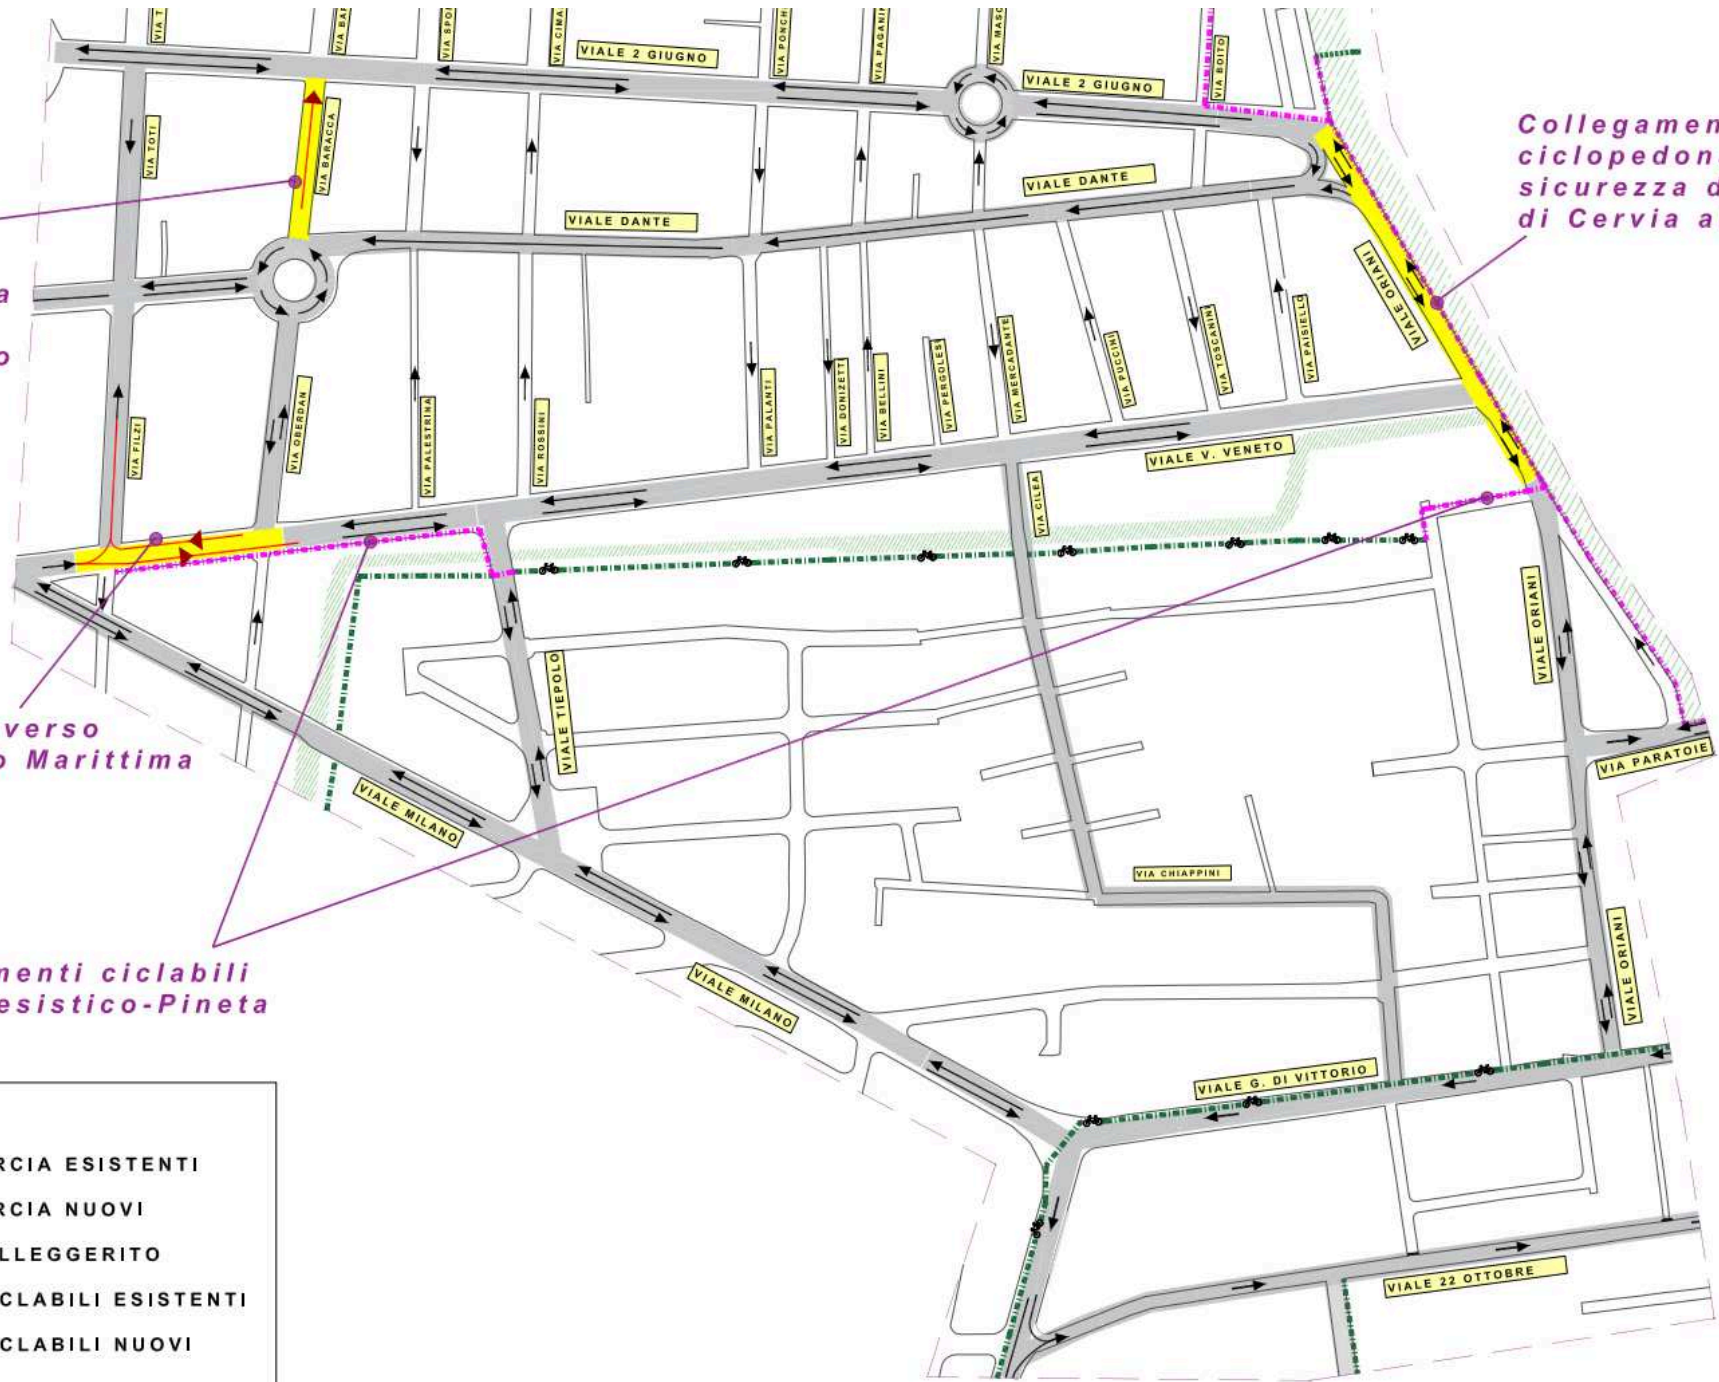 VIALE 2 GIUGNO
VIALE 2 GIUGNO
VIA BOITO
VIA TOTI
VIA BARACCA
VIALE DANTE
VIALE DANTE
Collegamen
ciclopedon
sicurezza d
di Cervia a
a
o
VIALE ORIANI
VIA FILZI
VIA OBERDAN
VIA PALESTRINA
VIA ROSSINI
VIA PALANTI
VIA DONIZETTI
VIA BELLINI
VIA PERGOLESI
VIA MERCADANTE
VIA PUCCINI
VIA TOSCANINI
VIA PAISIELLO
VIALE V. VENETO
VIA CILEA
VIALE TIEPOLO
VIALE ORIANI
VIA PARATOIE
verso
o Marittima
VIALE MILANO
VIA CHIAPPINI
menti ciclabili
esistico-Pineta
VIALE MILANO
VIALE ORIANI
VIALE G. DI VITTORIO
VIALE 22 OTTOBRE
RCIA ESISTENTI
RCIA NUOVI
LLEGGERITO
CLABILI ESISTENTI
CLABILI NUOVI